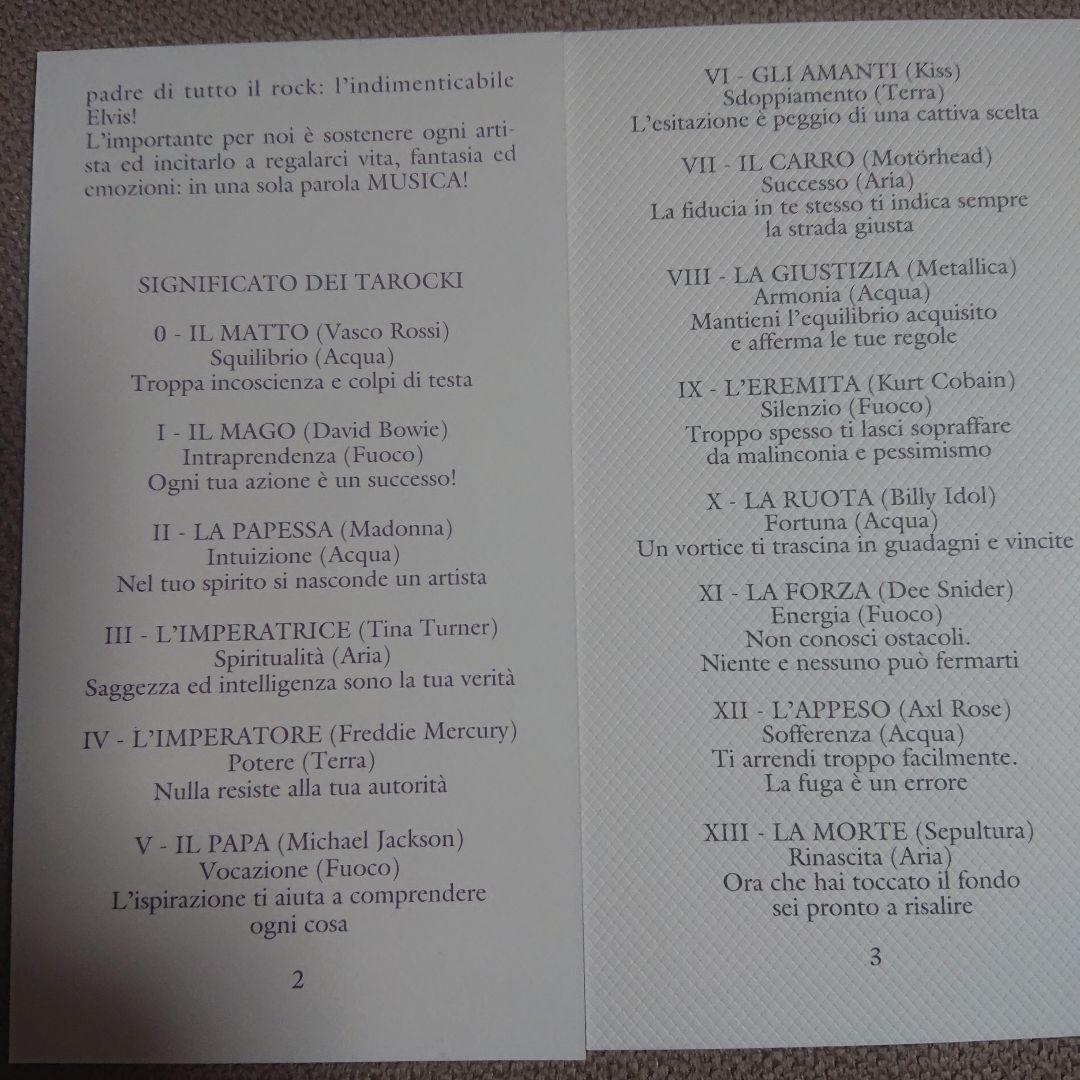 padre di tutto il rock: l'indimenticabile
Elvis!
L'importante per noi è sostenere ogni arti-
sta ed incitarlo a regalarci vita, fantasia ed
emozioni: in una sola parola MUSICA!
SIGNIFICATO DEI TAROCKI
0 - IL MATTO (Vasco Rossi)
Squilibrio (Acqua)
Troppa incoscienza e colpi di testa
I - IL MAGO (David Bowie)
Intraprendenza (Fuoco)
Ogni tua azione è un successo!
II - LA PAPESSA (Madonna)
Intuizione (Acqua)
Nel tuo spirito si nasconde un artista
III - L'IMPERATRICE (Tina Turner)
Spiritualità (Aria)
Saggezza ed intelligenza sono la tua verità
IV - L'IMPERATORE (Freddie Mercury)
Potere (Terra)
Nulla resiste alla tua autorità
V - IL PAPA (Michael Jackson)
Vocazione (Fuoco)
L'ispirazione ti aiuta a comprendere
ogni cosa
2
VI - GLI AMANTI (Kiss)
Sdoppiamento (Terra)
L'esitazione è peggio di una cattiva scelta
VII - IL CARRO (Motörhead)
Successo (Aria)
La fiducia in te stesso ti indica sempre
la strada giusta
VIII - LA GIUSTIZIA (Metallica)
Armonia (Acqua)
Mantieni l'equilibrio acquisito
e afferma le tue regole
IX - L'EREMITA (Kurt Cobain)
Silenzio (Fuoco)
Troppo spesso ti lasci sopraffare
da malinconia e pessimismo
X - LA RUOTA (Billy Idol)
Fortuna (Acqua)
Un vortice ti trascina in guadagni e vincite
XI - LA FORZA (Dee Snider)
Energia (Fuoco)
Non conosci ostacoli.
Niente e nessuno può fermarti
XII - L'APPESO (Axl Rose)
Sofferenza (Acqua)
Ti arrendi troppo facilmente.
La fuga è un errore
XIII - LA MORTE (Sepultura)
Rinascita (Aria)
Ora che hai toccato il fondo
sei pronto a risalire
3